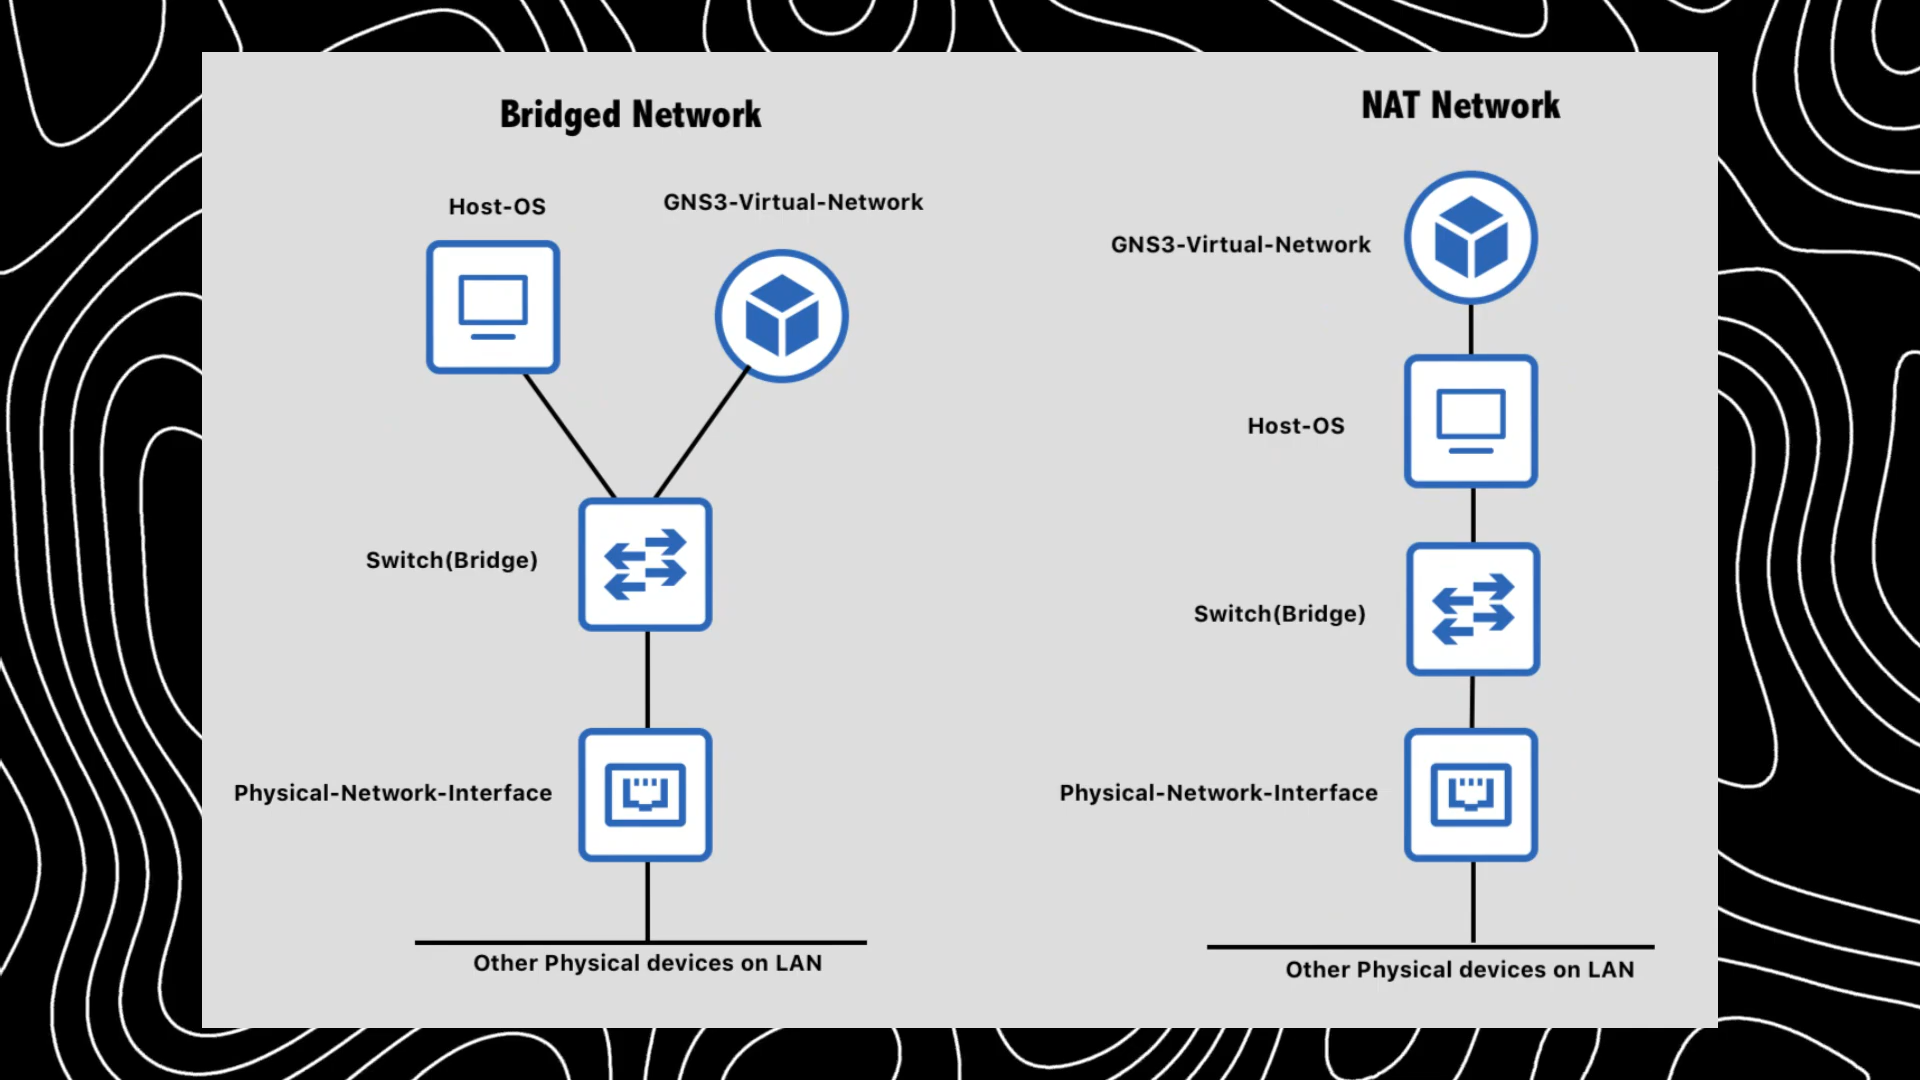 Bridged Network
Host-OS
GNS3-Virtual-Network
Switch(Bridge)
Physical-Network-Interface
Other Physical devices on LAN
NAT Network
GNS3-Virtual-Network
Host-OS
Switch(Bridge)
Physical-Network-Interface
Other Physical devices on LAN